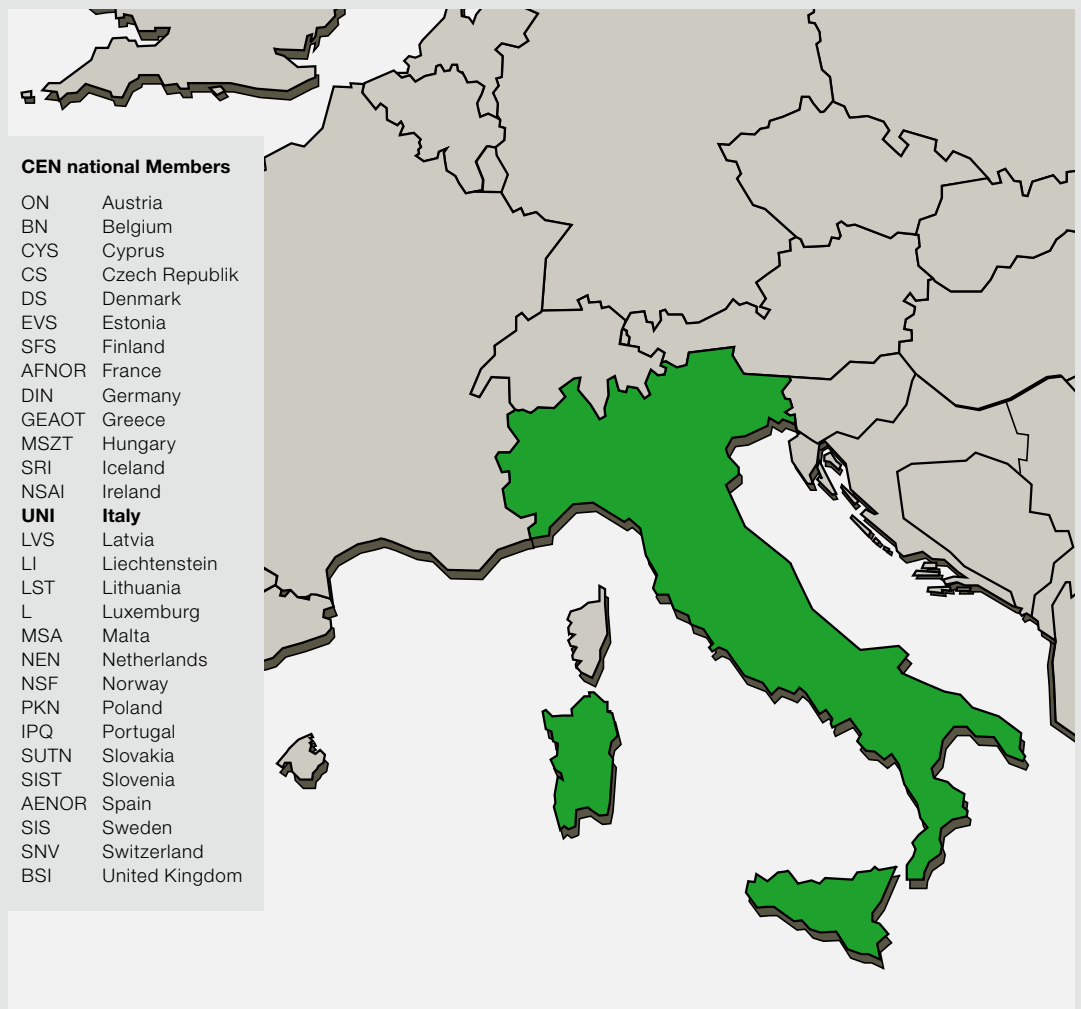 CEN national Members
ON Austria
BN Belgium
CYS Cyprus
CS Czech Republik
DS Denmark
EVS Estonia
SFS Finland
AFNOR France
DIN Germany
GEAOT Greece
MSZT Hungary
SRI Iceland
NSAI Ireland
UNI Italy
LVS Latvia
LI Liechtenstein
LST Lithuania
L Luxemburg
MSA Malta
NEN Netherlands
NSF Norway
PKN Poland
IPQ Portugal
SUTN Slovakia
SIST Slovenia
AENOR Spain
SIS Sweden
SNV Switzerland
BSI United Kingdom